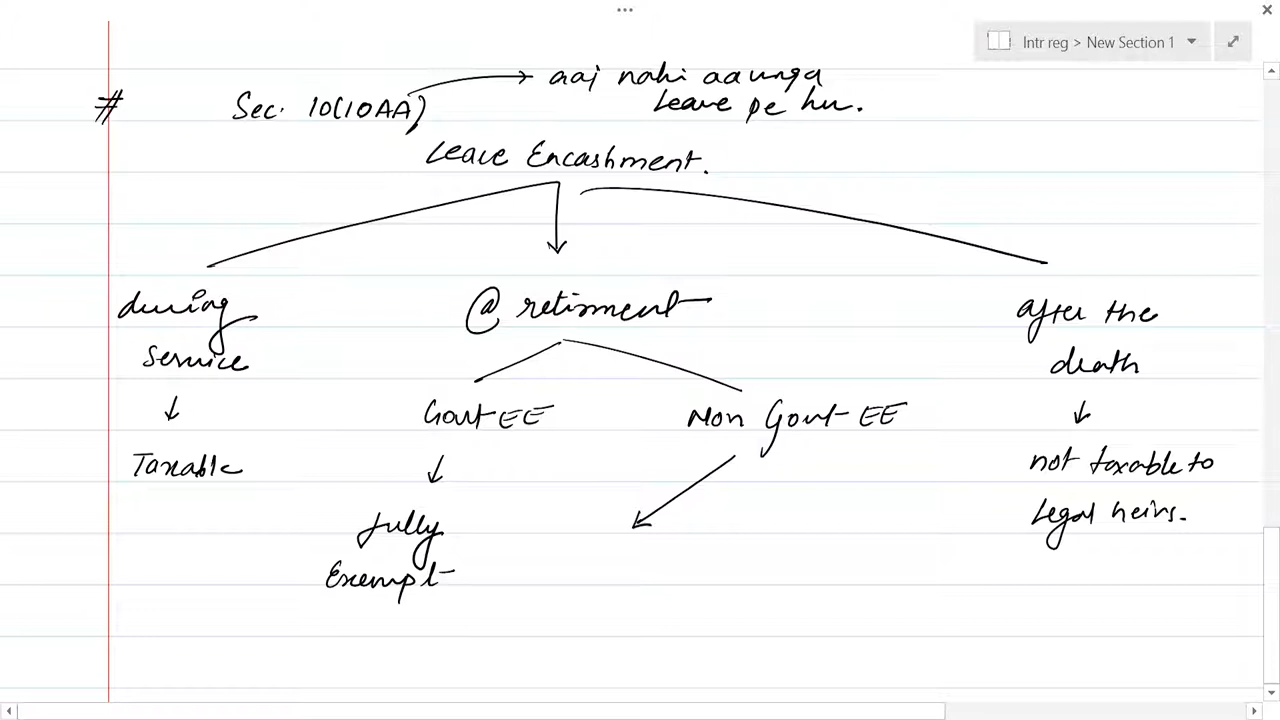 ...
Intr reg > New Section 1
# Sec. 10(10AA) → aaj nahi aaunga
Leave pe hu.
Leave Encashment.
during
service
↓
Taxable
@ retirment
Govt EE
↓
fully
Exempt
Non Govt EE
after the
death
↓
not taxable to
Legal heirs.